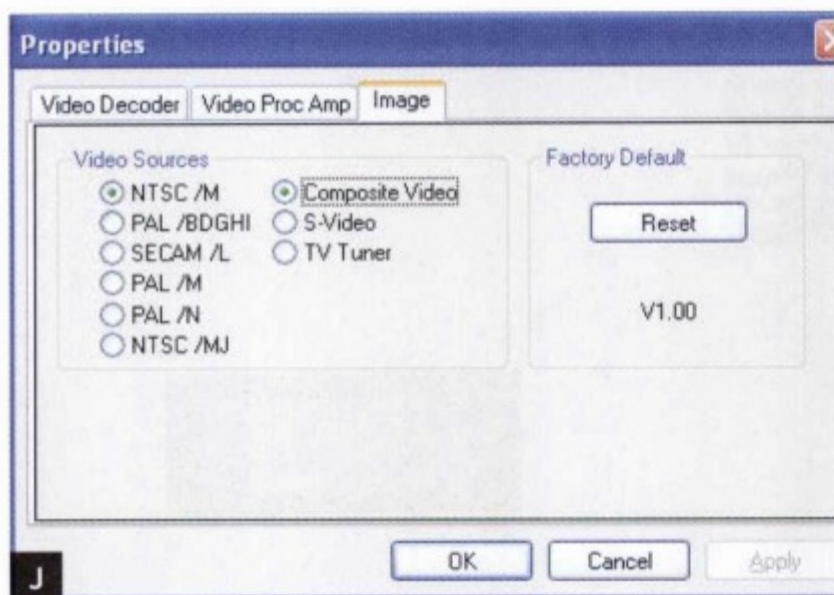 Properties
Video Decoder Video Proc Amp Image
Video Sources
NTSC /M Composite Video
PAL /BDGHI S-Video
SECAM /L TV Tuner
PAL /M
PAL /N
NTSC /MJ
Factory Default
Reset
V1.00
OK Cancel Apply
J